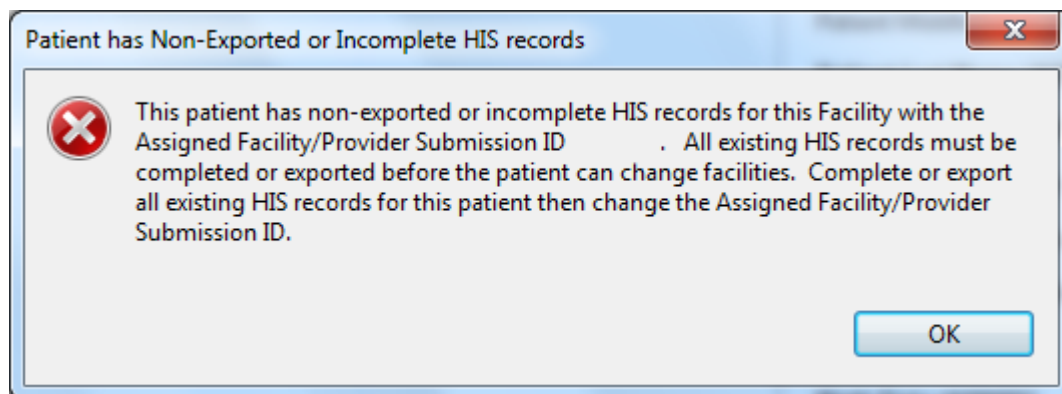 Patient has Non-Exported or Incomplete HIS records
This patient has non-exported or incomplete HIS records for this Facility with the
Assigned Facility/Provider Submission ID . All existing HIS records must be
completed or exported before the patient can change facilities. Complete or export
all existing HIS records for this patient then change the Assigned Facility/Provider
Submission ID.
OK